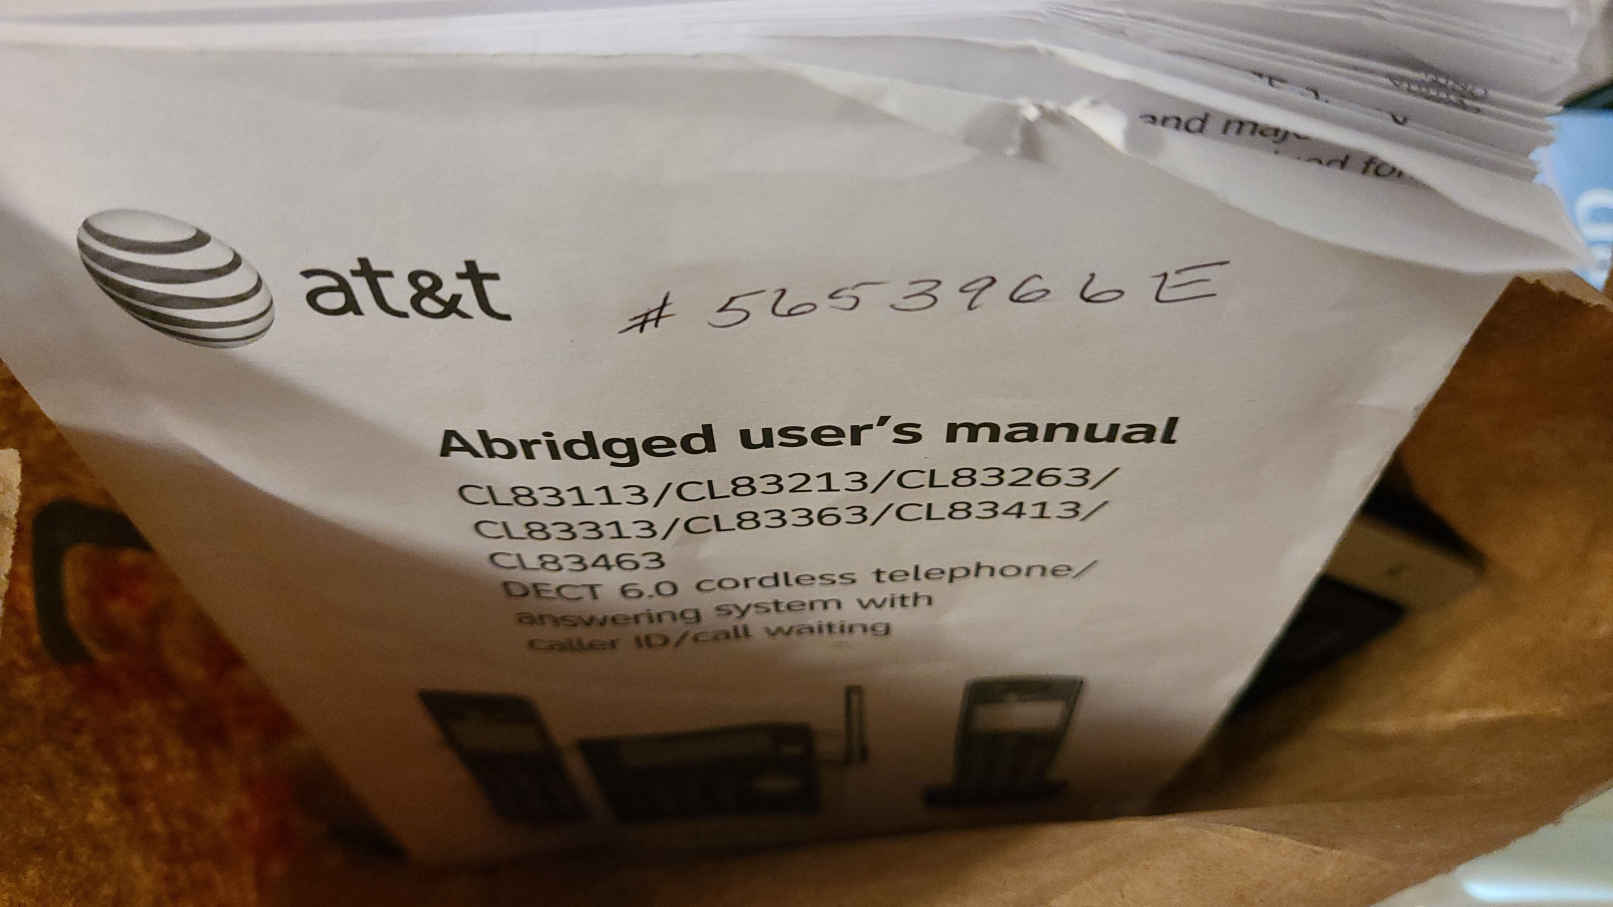 and
for
at&t # 5653966E
Abridged user's manual
CL83113/CL83213/CL83263/
CL83313/CL83363/CL83413/
CL83463
DECT 6.0 cordless telephone/
answering system with
caller ID/call waiting